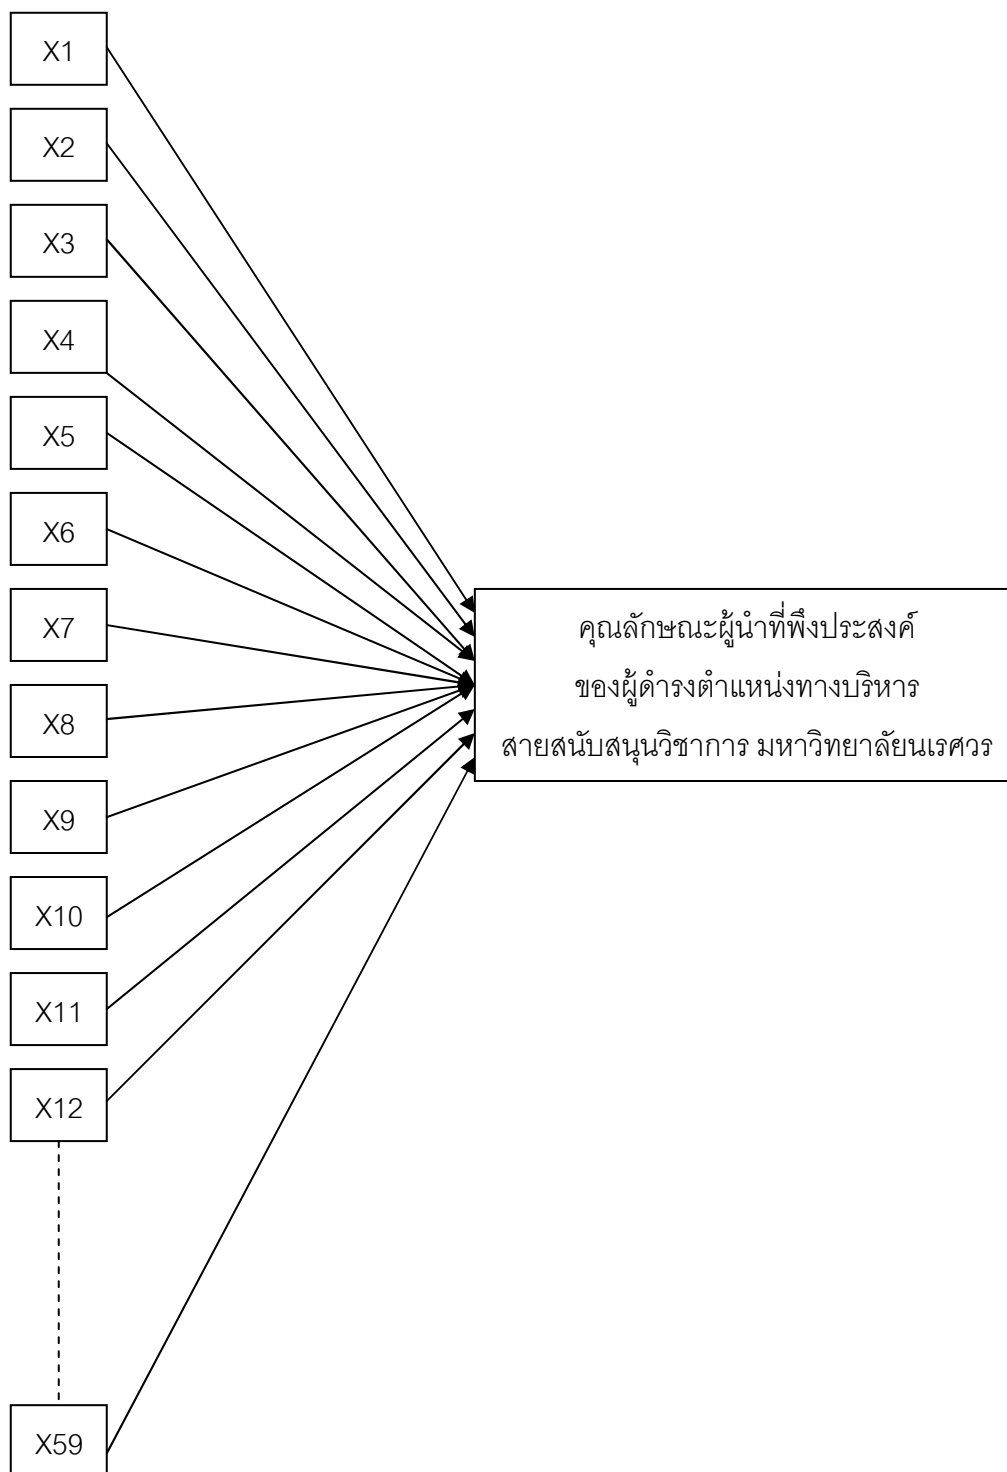 X1
X2
X3
X4
X5
X6
X7
X8
X9
X10
X11
X12
X59
คุณลักษณะผู้นำที่พึงประสงค์
ของผู้ดำรงตำแหน่งทางบริหาร
สายสนับสนุนวิชาการ มหาวิทยาลัยนเรศวร